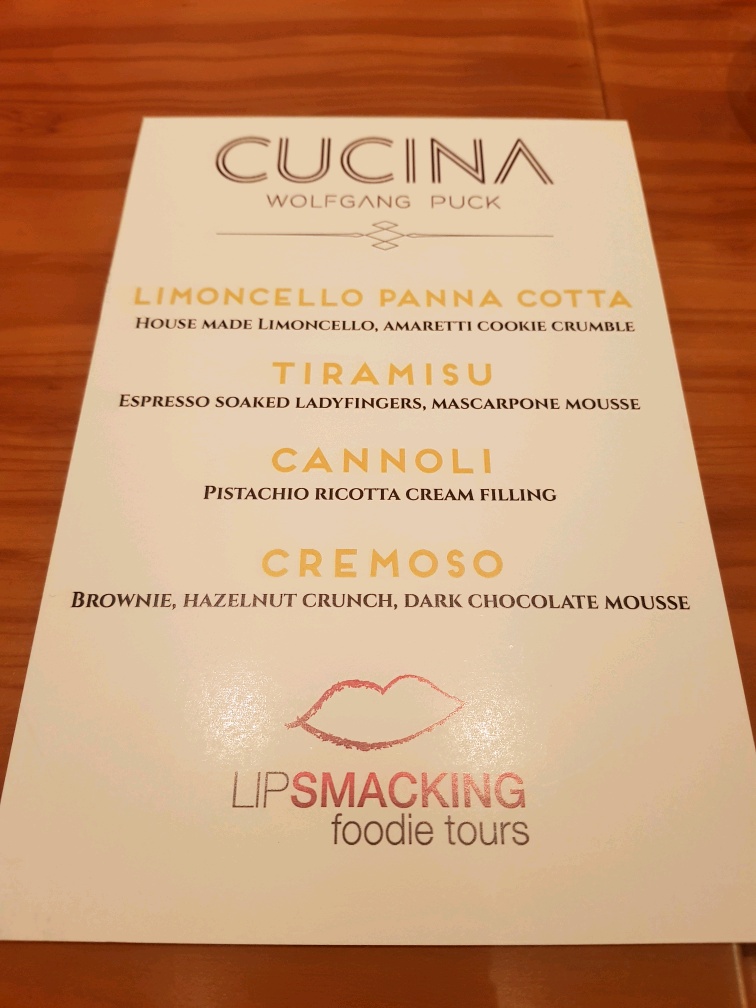 CUCINA
WOLFGANG PUCK
LIMONCELLO PANNA COTTA
HOUSE MADE LIMONCELLO, AMARETTI COOKIE CRUMBLE
TIRAMISU
ESPRESSO SOAKED LADYFINGERS, MASCARPONE MOUSSE
CANNOLI
PISTACHIO RICOTTA CREAM FILLING
CREMOSO
BROWNIE, HAZELNUT CRUNCH, DARK CHOCOLATE MOUSSE
LIPSMACKING
foodie tours